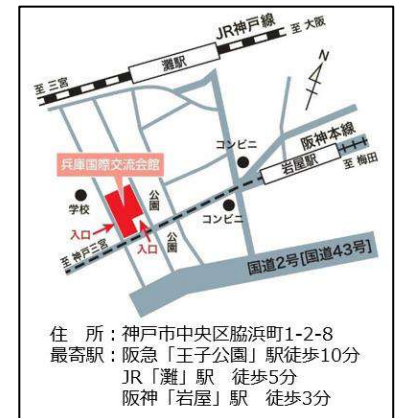 JR神戸線
至 大阪
灘駅
至 三宮
N
コンビニ
阪神本線
岩屋駅
至 梅田
兵庫国際交流会館
学校
公園
入口
入口
公園
コンビニ
至 神戸三宮
国道2号[国道43号]
住　所：神戸市中央区脇浜町1-2-8
最寄駅：阪急「王子公園」駅徒歩10分
JR「灘」駅　徒歩5分
阪神「岩屋」駅　徒歩3分